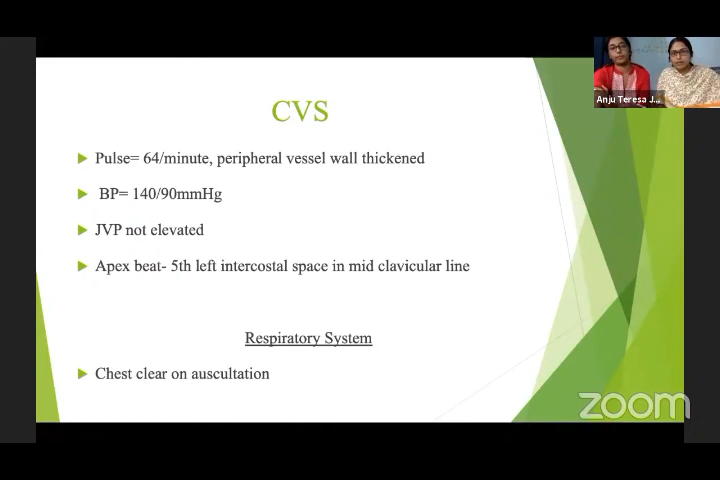 Anju Teresa J...
CVS
Pulse= 64/minute, peripheral vessel wall thickened
BP= 140/90mmHg
JVP not elevated
Apex beat- 5th left intercostal space in mid clavicular line
Respiratory System
Chest clear on auscultation
zoom